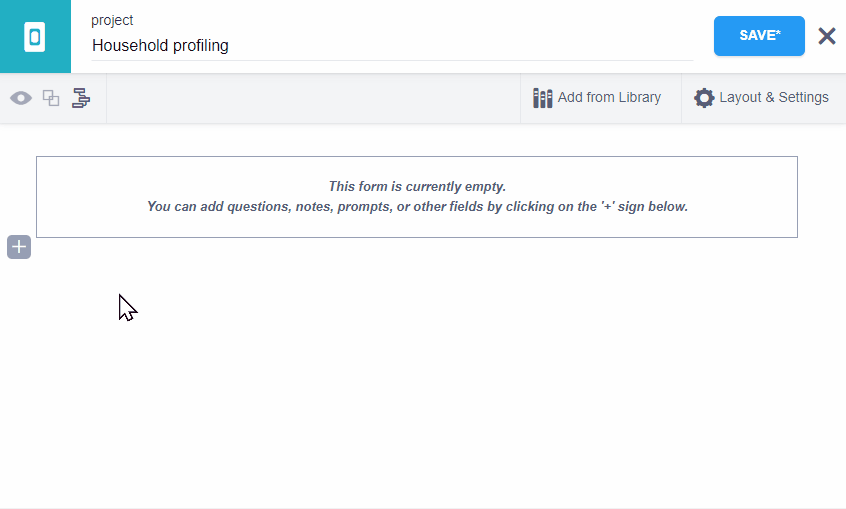 project
Household profiling
SAVE*
Add from Library
Layout & Settings
This form is currently empty.
You can add questions, notes, prompts, or other fields by clicking on the '+' sign below.